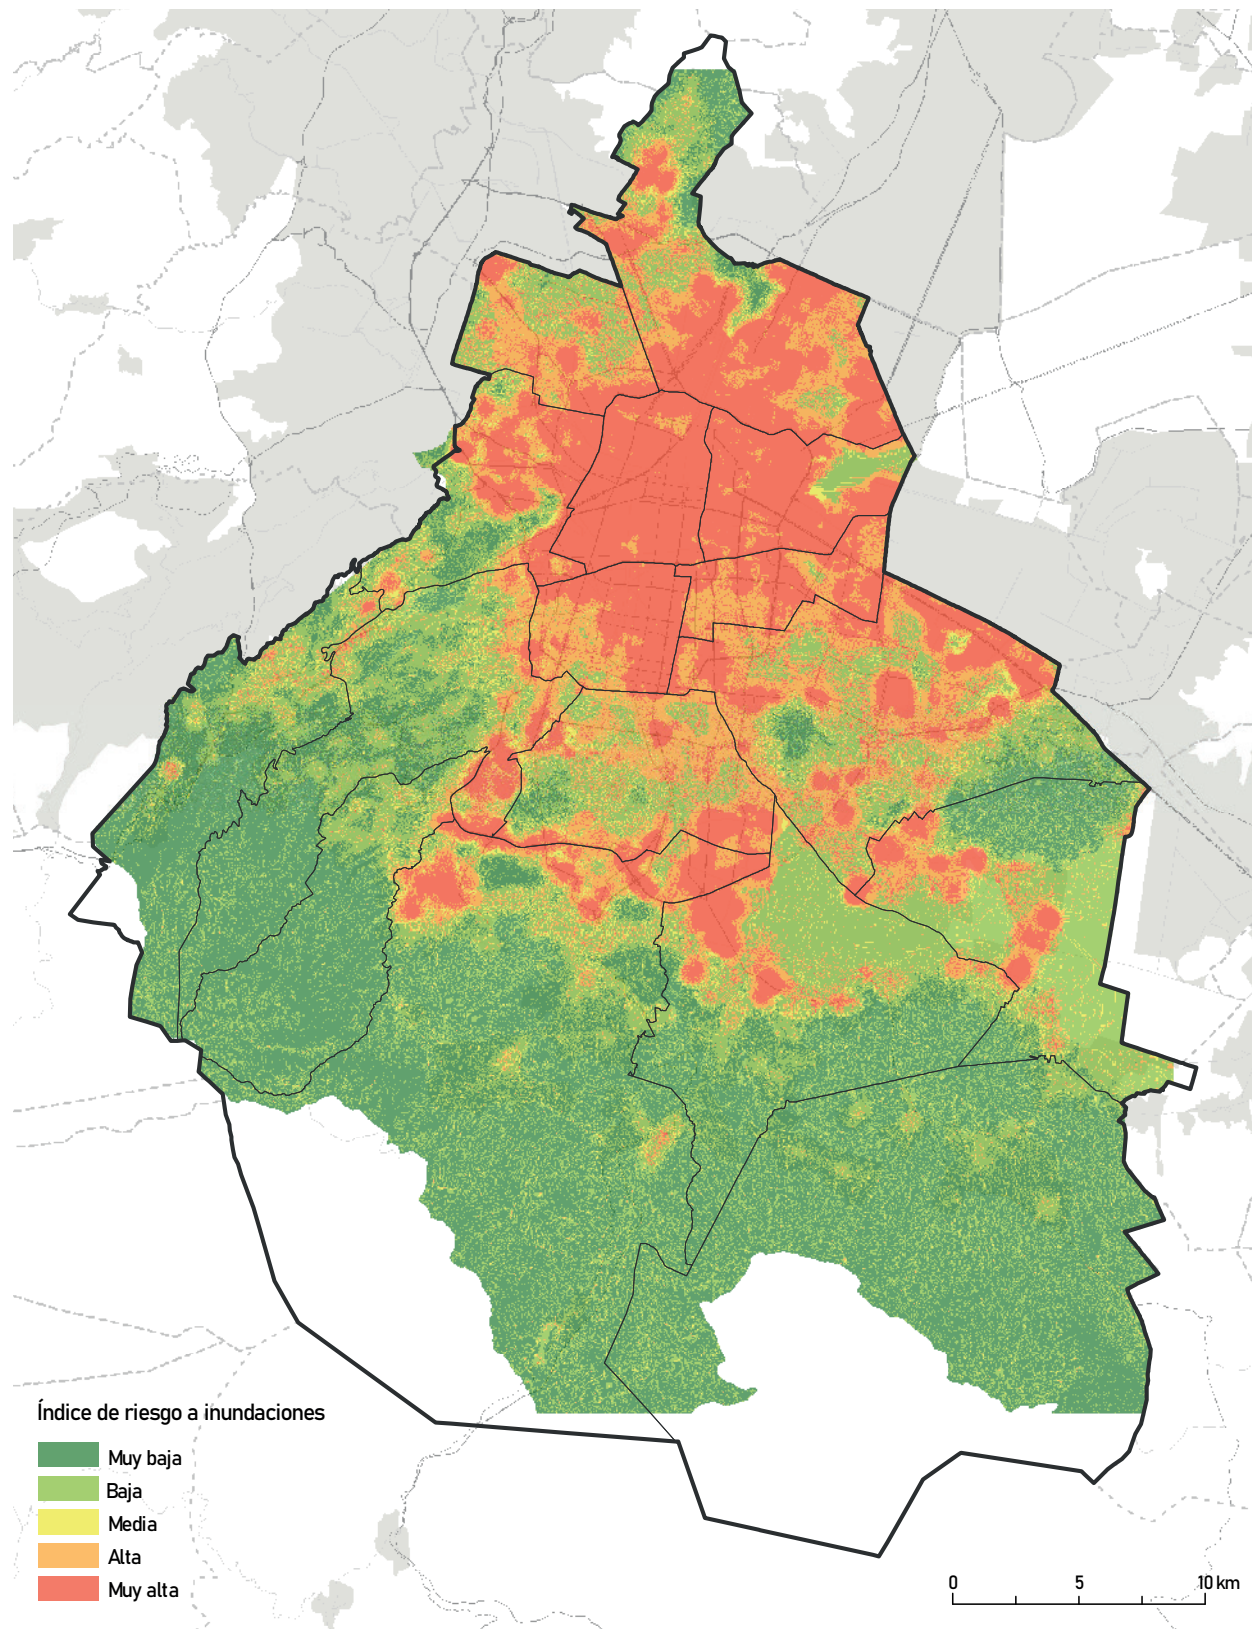 Índice de riesgo a inundaciones
Muy baja
Baja
Media
Alta
Muy alta
0 5 10 km